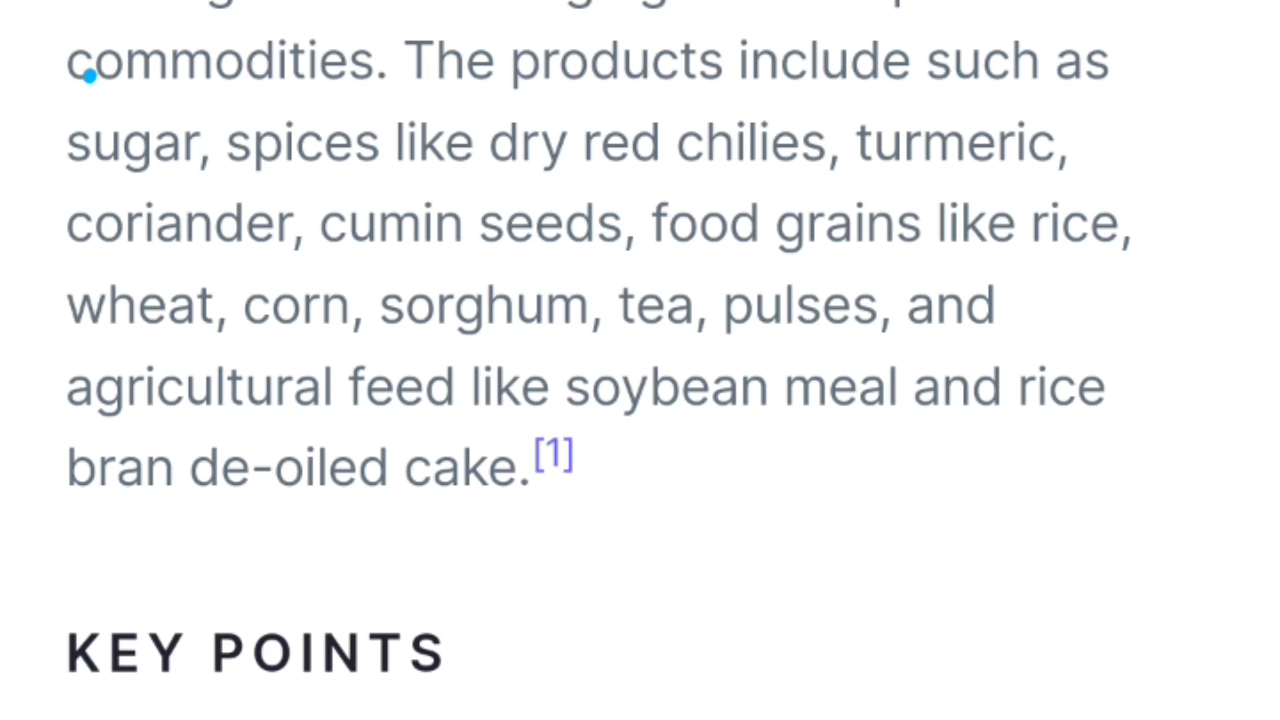 commodities. The products include such as
sugar, spices like dry red chilies, turmeric,
coriander, cumin seeds, food grains like rice,
wheat, corn, sorghum, tea, pulses, and
agricultural feed like soybean meal and rice
bran de-oiled cake.[1]
KEY POINTS